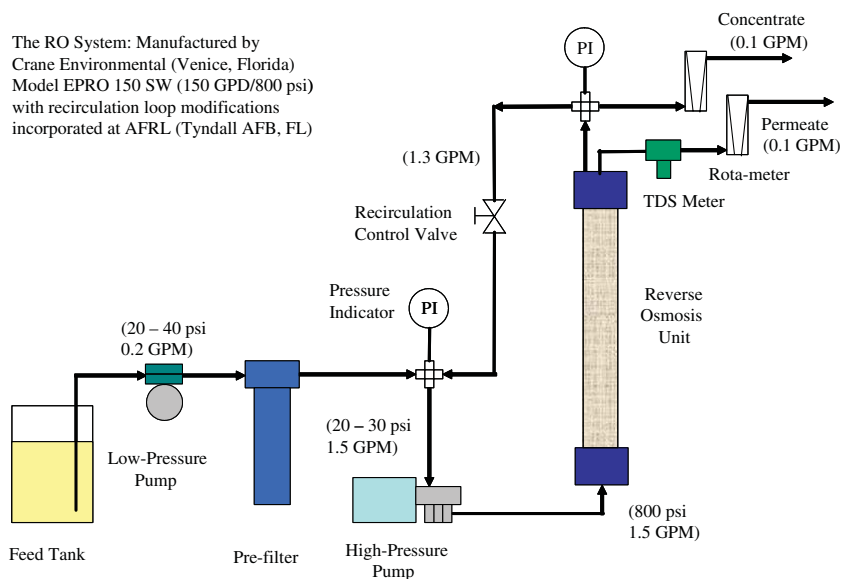 The RO System: Manufactured by
Crane Environmental (Venice, Florida)
Model EPRO 150 SW (150 GPD/800 psi)
with recirculation loop modifications
incorporated at AFRL (Tyndall AFB, FL)
PI
Concentrate
(0.1 GPM)
Permeate
(0.1 GPM)
Rota-meter
TDS Meter
(1.3 GPM)
Recirculation
Control Valve
Pressure
Indicator
PI
Reverse
Osmosis
Unit
(20 – 40 psi
0.2 GPM)
Low-Pressure
Pump
(20 – 30 psi
1.5 GPM)
(800 psi
1.5 GPM)
Feed Tank
Pre-filter
High-Pressure
Pump